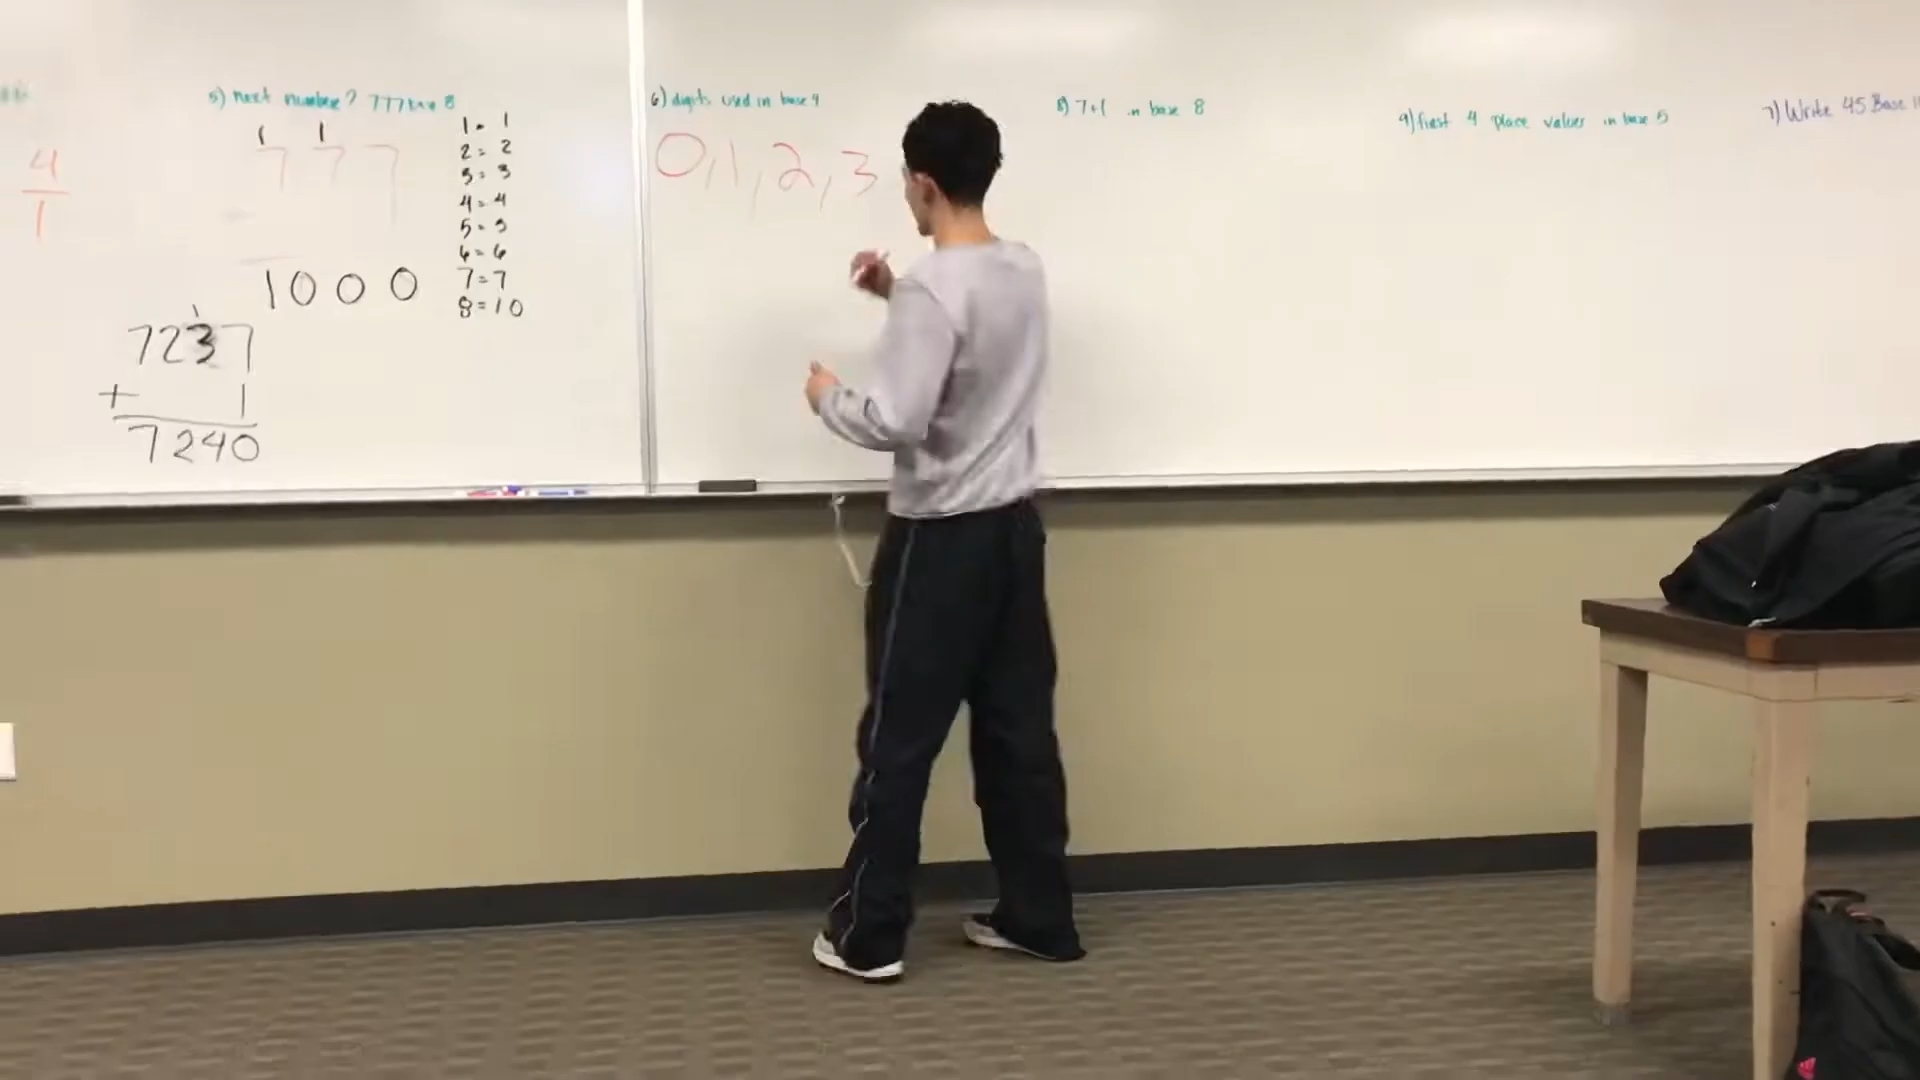 4
1
5) next number? 777 base 8
1 1
777
1000
1
7237
+ 1
7240
1 = 1
2 = 2
3 = 3
4 = 4
5 = 5
6 = 6
7 = 7
8 = 10
6) digits used in base 4
0, 1, 2, 3
8) 7+1 in base 8
9) first 4 place values in base 5
7) Write 45 Base